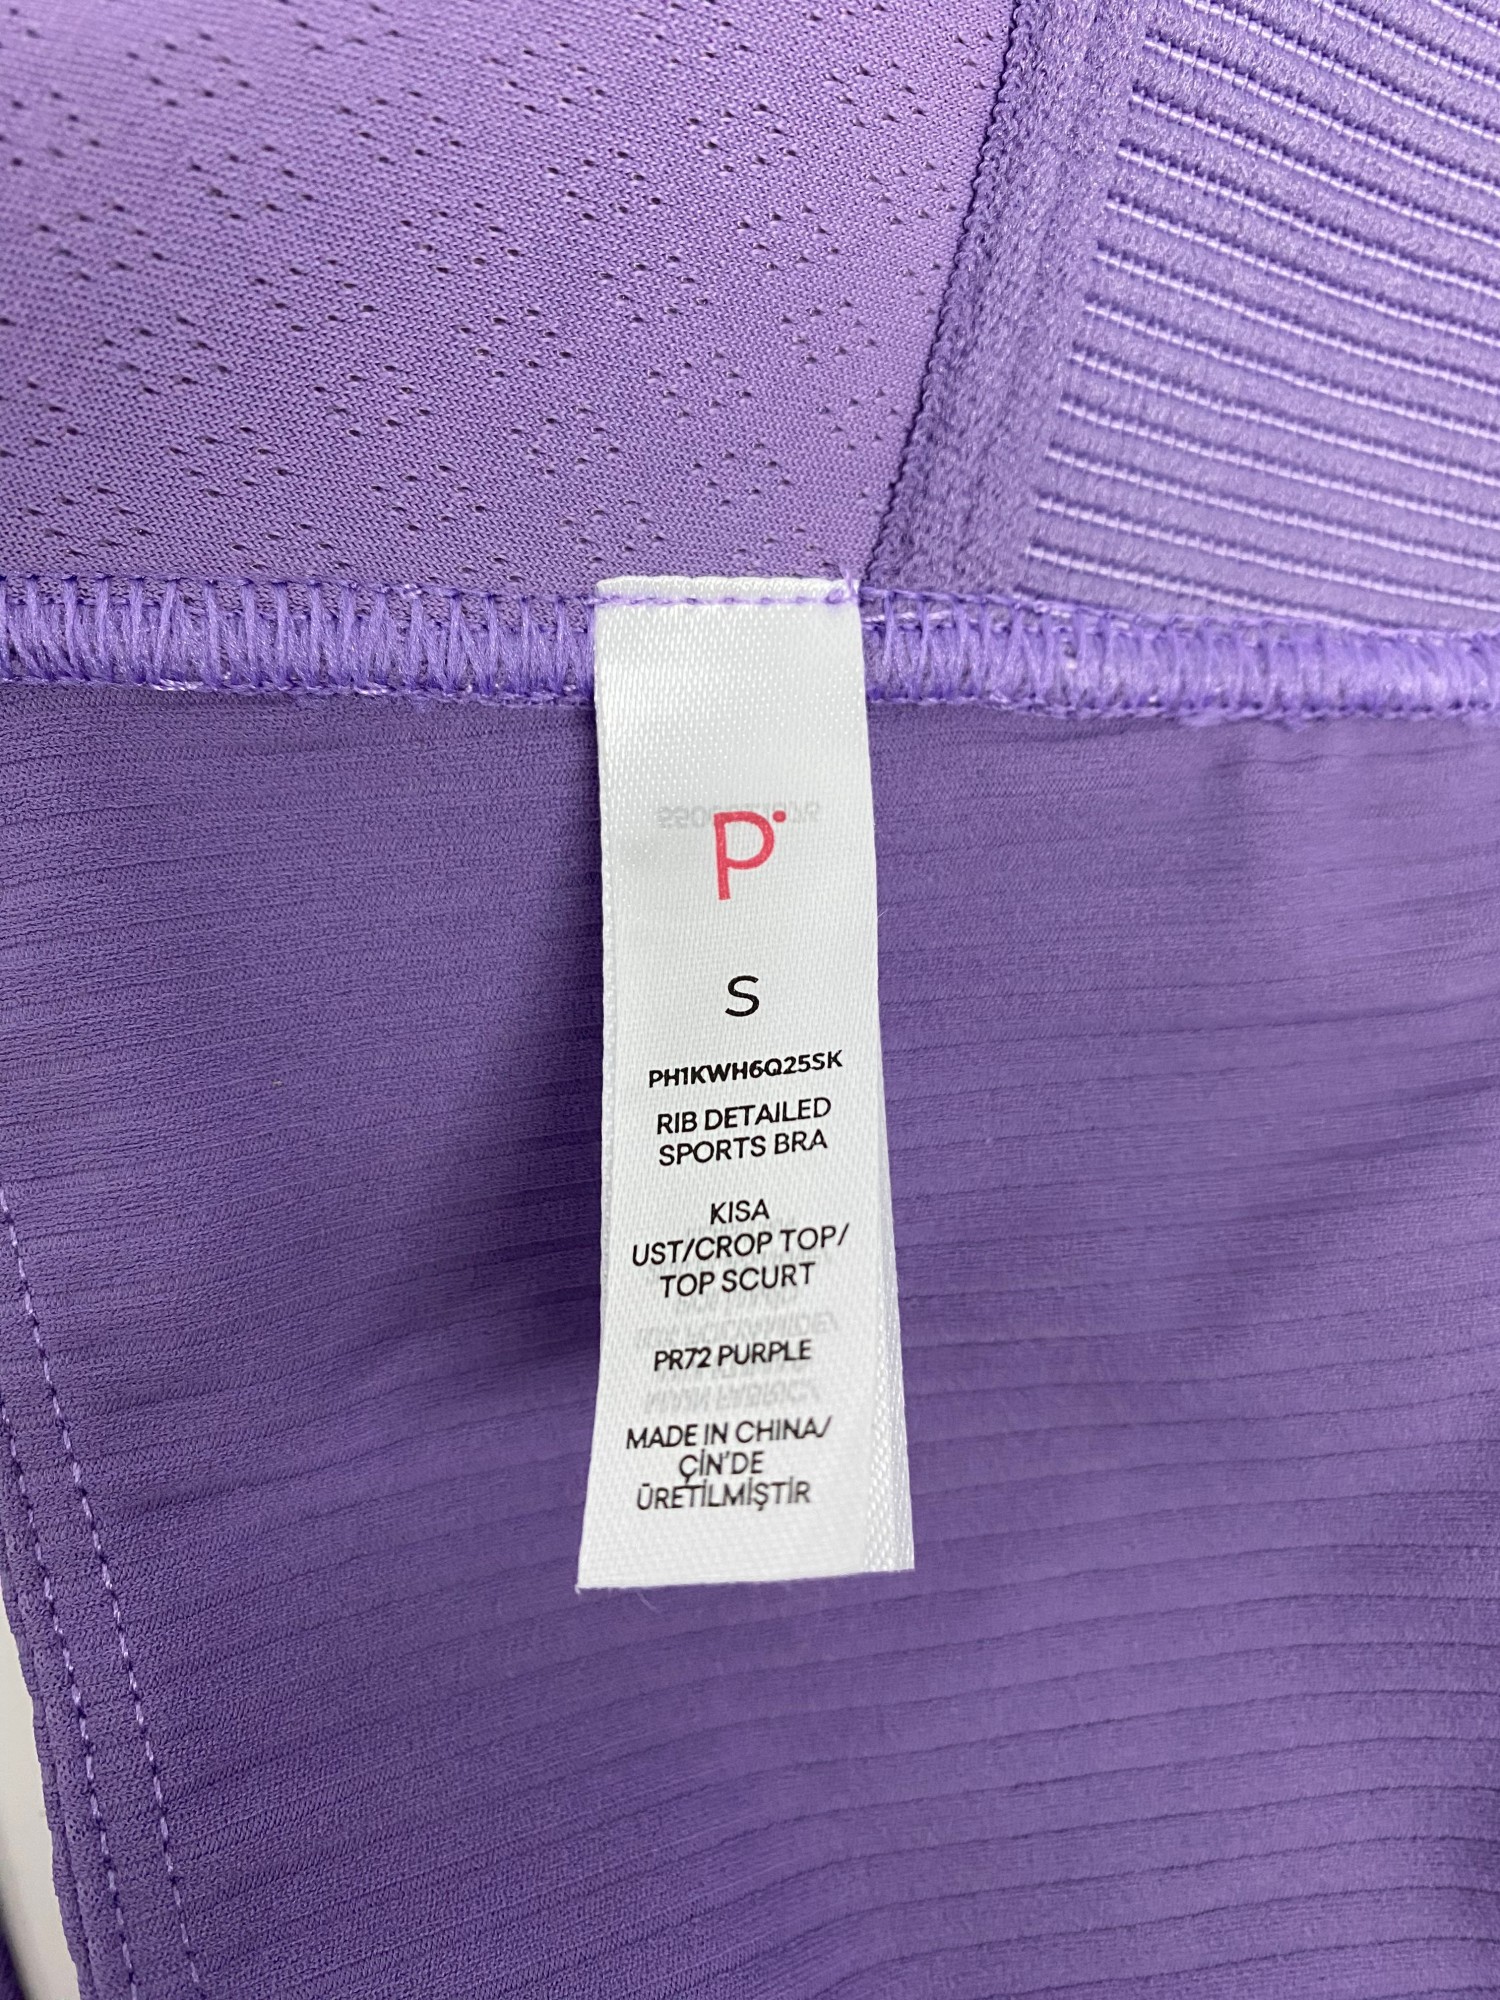 P
S
PH1KWH6Q25SK
RIB DETAILED
SPORTS BRA
KISA
UST/CROP TOP/
TOP SCURT
PR72 PURPLE
MADE IN CHINA/
ÇİN'DE
ÜRETİLMİŞTİR